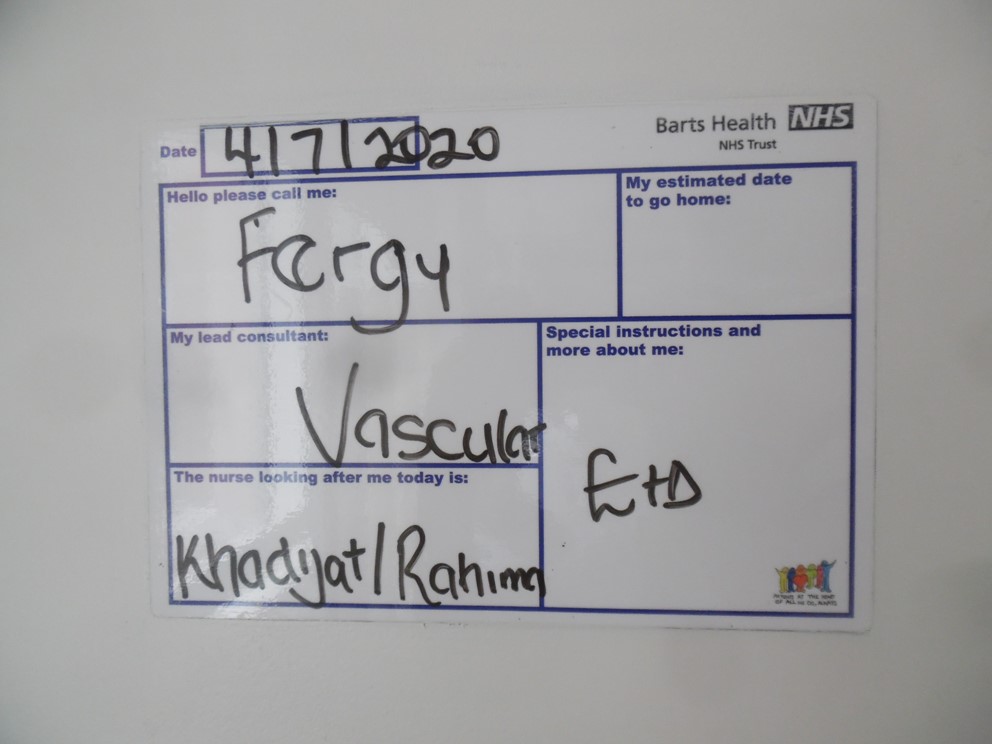 Date 4/7/2020
Barts Health NHS
NHS Trust
Hello please call me:
Fergy
My estimated date
to go home:
My lead consultant:
Vascular
Special instructions and
more about me:
E+D
The nurse looking after me today is:
Khadijat/Rahima